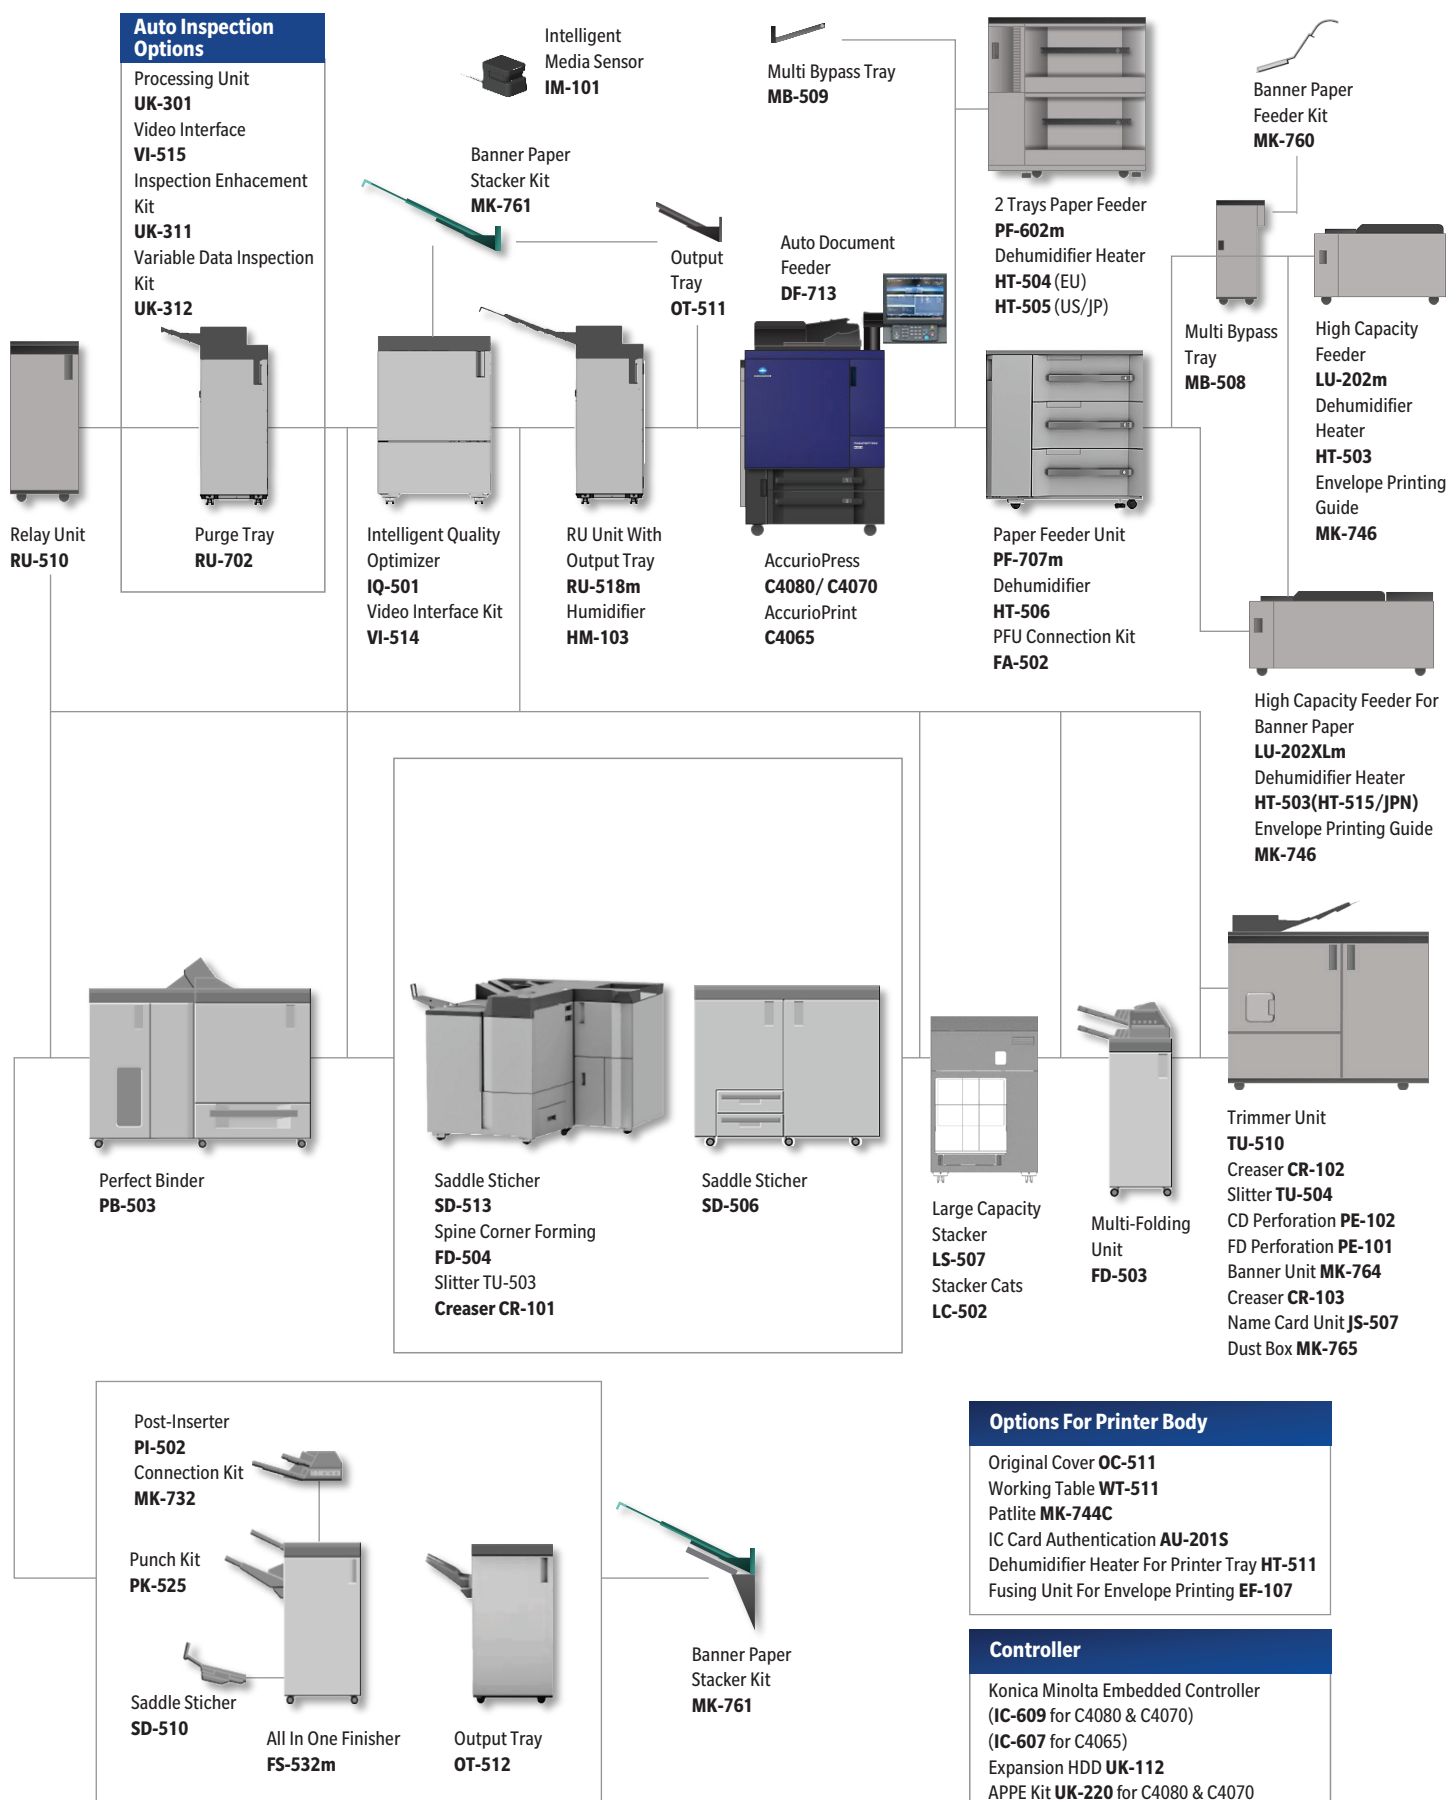 Auto Inspection
Options
Processing Unit
UK-301
Video Interface
VI-515
Inspection Enhacement
Kit
UK-311
Variable Data Inspection
Kit
UK-312
Intelligent
Media Sensor
IM-101
Banner Paper
Stacker Kit
MK-761
Output
Tray
OT-511
Multi Bypass Tray
MB-509
Auto Document
Feeder
DF-713
2 Trays Paper Feeder
PF-602m
Dehumidifier Heater
HT-504 (EU)
HT-505 (US/JP)
Banner Paper
Feeder Kit
MK-760
Multi Bypass
Tray
MB-508
High Capacity
Feeder
LU-202m
Dehumidifier
Heater
HT-503
Envelope Printing
Guide
MK-746
Relay Unit
RU-510
Purge Tray
RU-702
Intelligent Quality
Optimizer
IQ-501
Video Interface Kit
VI-514
RU Unit With
Output Tray
RU-518m
Humidifier
HM-103
AccurioPress
C4080/ C4070
AccurioPrint
C4065
Paper Feeder Unit
PF-707m
Dehumidifier
HT-506
PFU Connection Kit
FA-502
High Capacity Feeder For
Banner Paper
LU-202XLm
Dehumidifier Heater
HT-503(HT-515/JPN)
Envelope Printing Guide
MK-746
Perfect Binder
PB-503
Saddle Sticher
SD-513
Spine Corner Forming
FD-504
Slitter TU-503
Creaser CR-101
Saddle Sticher
SD-506
Large Capacity
Stacker
LS-507
Stacker Cats
LC-502
Multi-Folding
Unit
FD-503
Trimmer Unit
TU-510
Creaser CR-102
Slitter TU-504
CD Perforation PE-102
FD Perforation PE-101
Banner Unit MK-764
Creaser CR-103
Name Card Unit JS-507
Dust Box MK-765
Post-Inserter
PI-502
Connection Kit
MK-732
Punch Kit
PK-525
Saddle Sticher
SD-510
All In One Finisher
FS-532m
Output Tray
OT-512
Banner Paper
Stacker Kit
MK-761
Options For Printer Body
Original Cover OC-511
Working Table WT-511
Patlite MK-744C
IC Card Authentication AU-201S
Dehumidifier Heater For Printer Tray HT-511
Fusing Unit For Envelope Printing EF-107
Controller
Konica Minolta Embedded Controller
(IC-609 for C4080 & C4070)
(IC-607 for C4065)
Expansion HDD UK-112
APPE Kit UK-220 for C4080 & C4070